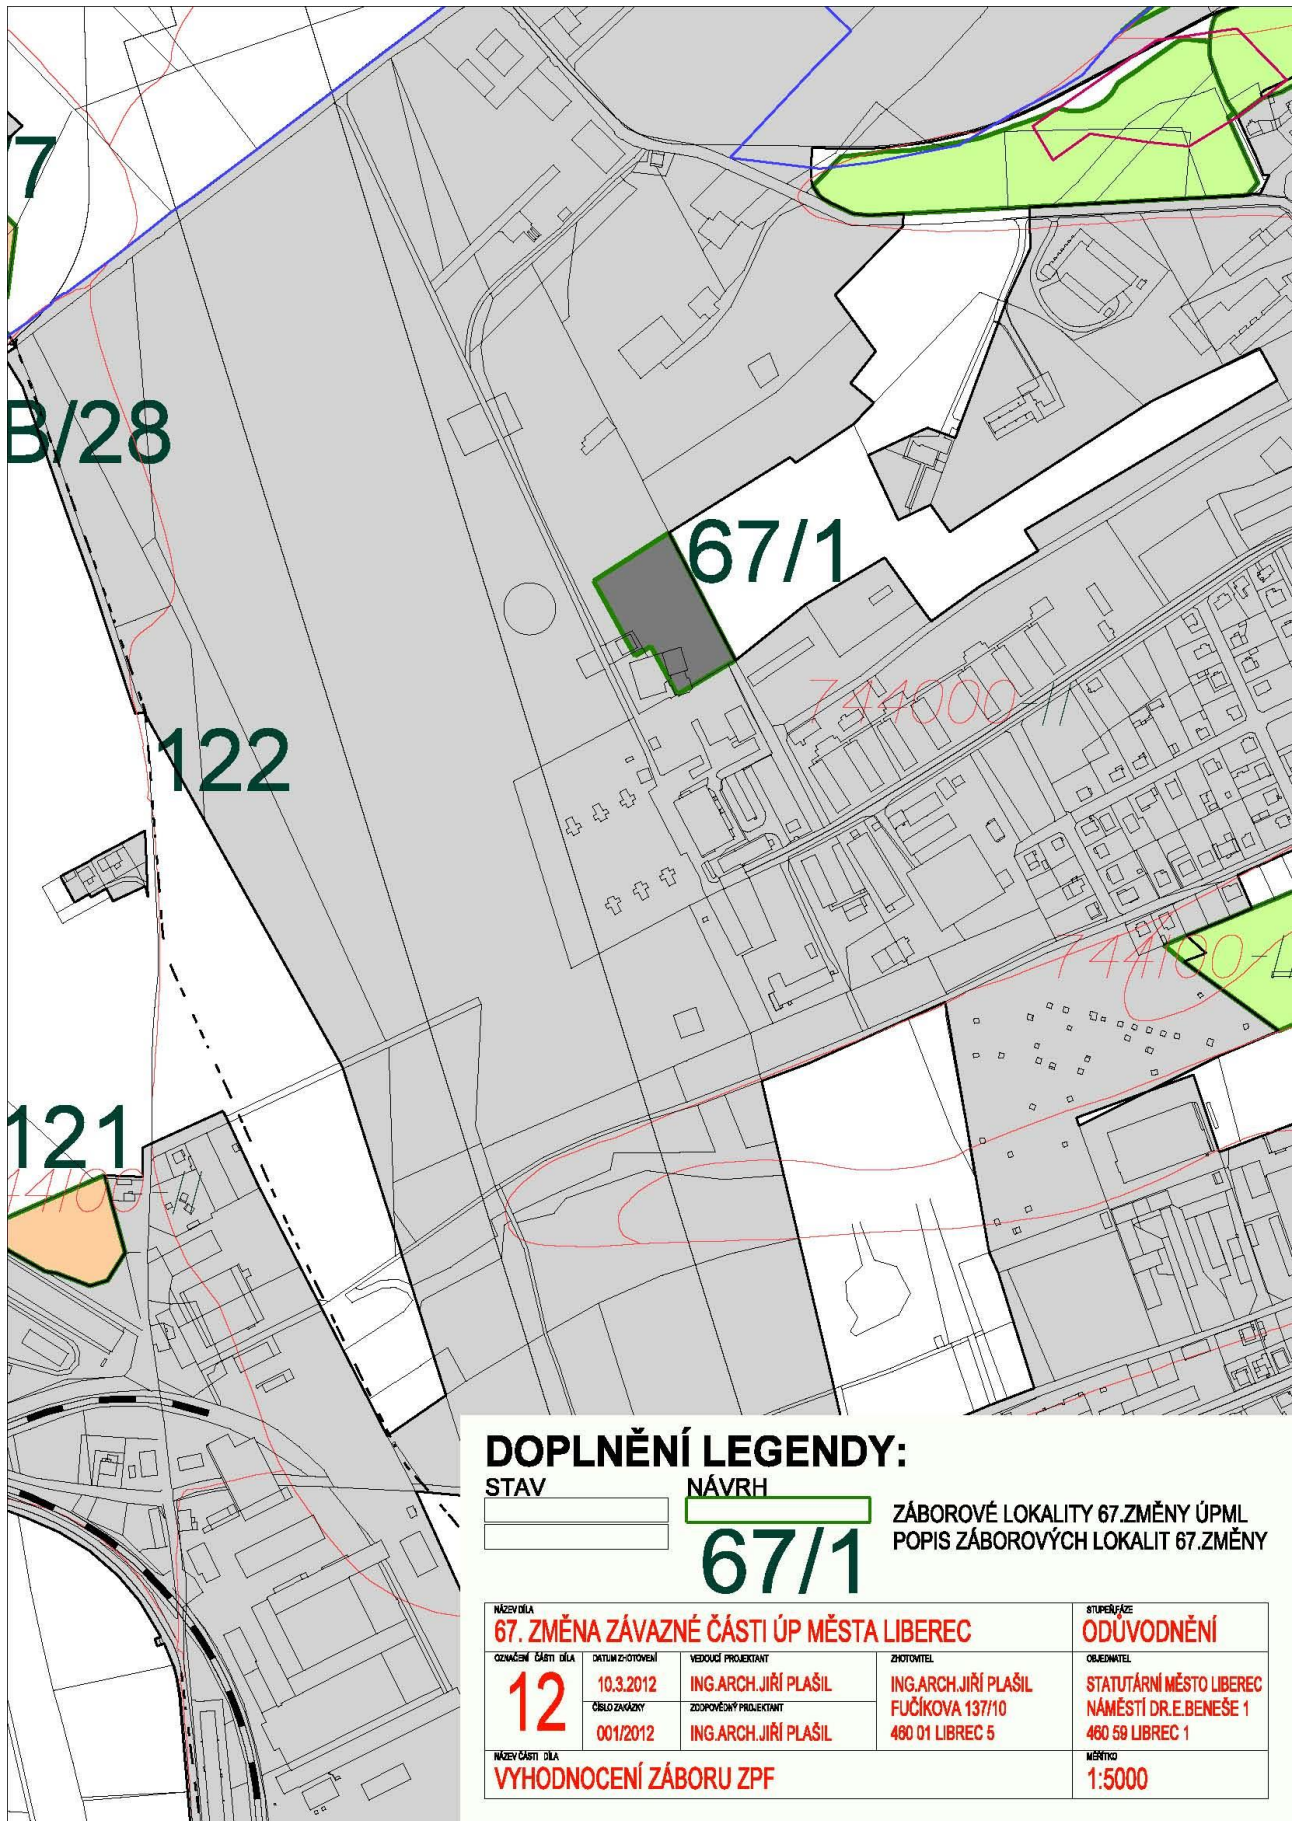 /7
B/28
67/1
744000-11
122
744100-
121
44100
DOPLNĚNÍ LEGENDY:
STAV
NÁVRH
ZÁBOROVÉ LOKALITY 67.ZMĚNY ÚPML
67/1
POPIS ZÁBOROVÝCH LOKALIT 67.ZMĚNY
NÁZEV DÍLA
67. ZMĚNA ZÁVAZNÉ ČÁSTI ÚP MĚSTA LIBEREC
STUPEŇ/FÁZE
ODŮVODNĚNÍ
OZNAČENÍ ČÁSTI DÍLA
12
DATUM ZHOTOVENÍ
10.3.2012
VEDOUCÍ PROJEKTANT
ING.ARCH.JIŘÍ PLAŠIL
ČÍSLO ZAKÁZKY
001/2012
ZODPOVĚDNÝ PROJEKTANT
ING.ARCH.JIŘÍ PLAŠIL
ZHOTOVITEL
ING.ARCH.JIŘÍ PLAŠIL
FUČÍKOVA 137/10
460 01 LIBREC 5
OBJEDNATEL
STATUTÁRNÍ MĚSTO LIBEREC
NÁMĚSTÍ DR.E.BENEŠE 1
460 59 LIBREC 1
NÁZEV ČÁSTI DÍLA
VYHODNOCENÍ ZÁBORU ZPF
MĚŘÍTKO
1:5000